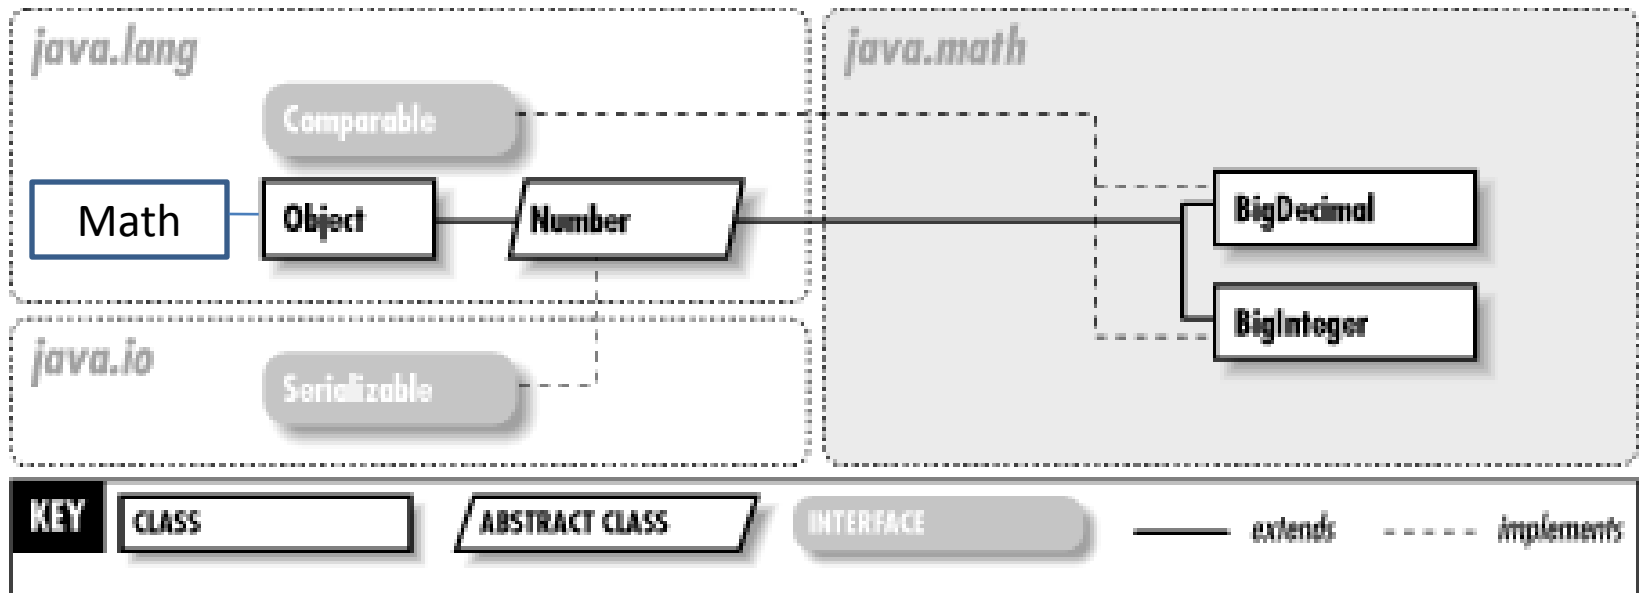 java.lang
java.math
Comparable
Math
Object
Number
BigDecimal
BigInteger
java.io
Serializable
KEY
CLASS
ABSTRACT CLASS
INTERFACE
extends
implements